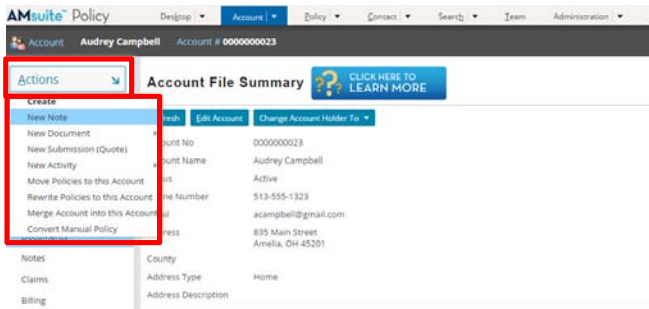 AMsuite™ Policy Desktop Account Policy Contact Search Team Administration
Account Audrey Campbell Account # 0000000023
Actions
Account File Summary
CLICK HERE TO
LEARN MORE
Create
New Note
New Document
New Submission (Quote)
New Activity
Move Policies to this Account
Rewrite Policies to this Account
Merge Account into this Account
Convert Manual Policy
Notes
Claims
Billing
Edit Account Change Account Holder To
0000000023
Audrey Campbell
Active
Number 513-555-1323
acampbell@gmail.com
835 Main Street
Amelia, OH 45201
County
Address Type Home
Address Description